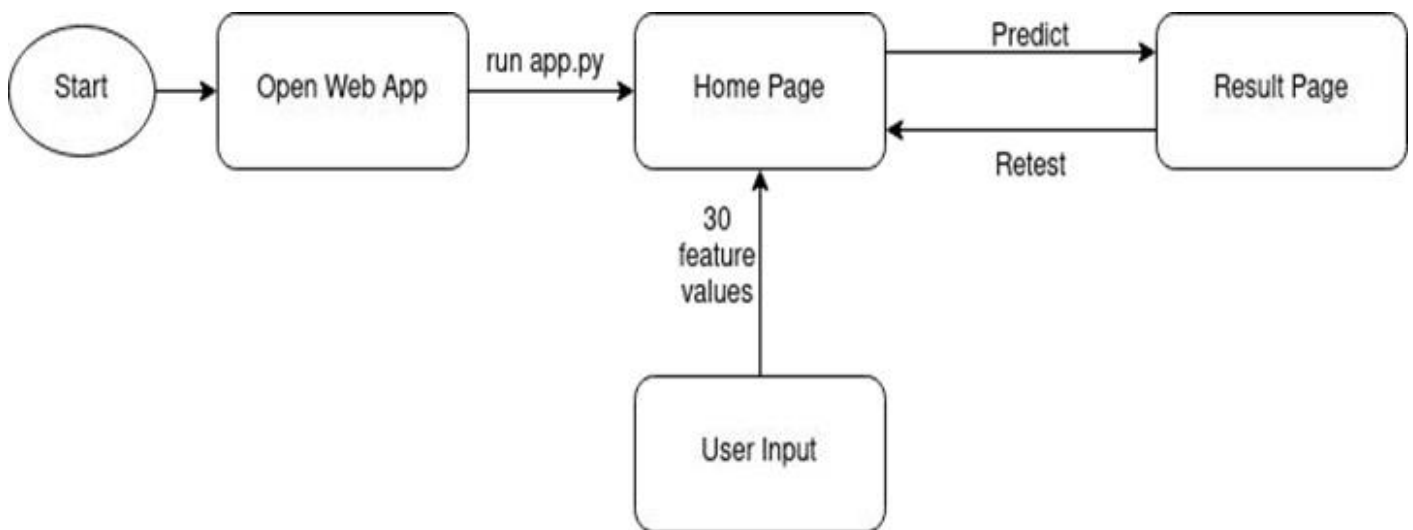 Start
Open Web App
run app.py
Home Page
Predict
Result Page
Retest
30
feature
values
User Input